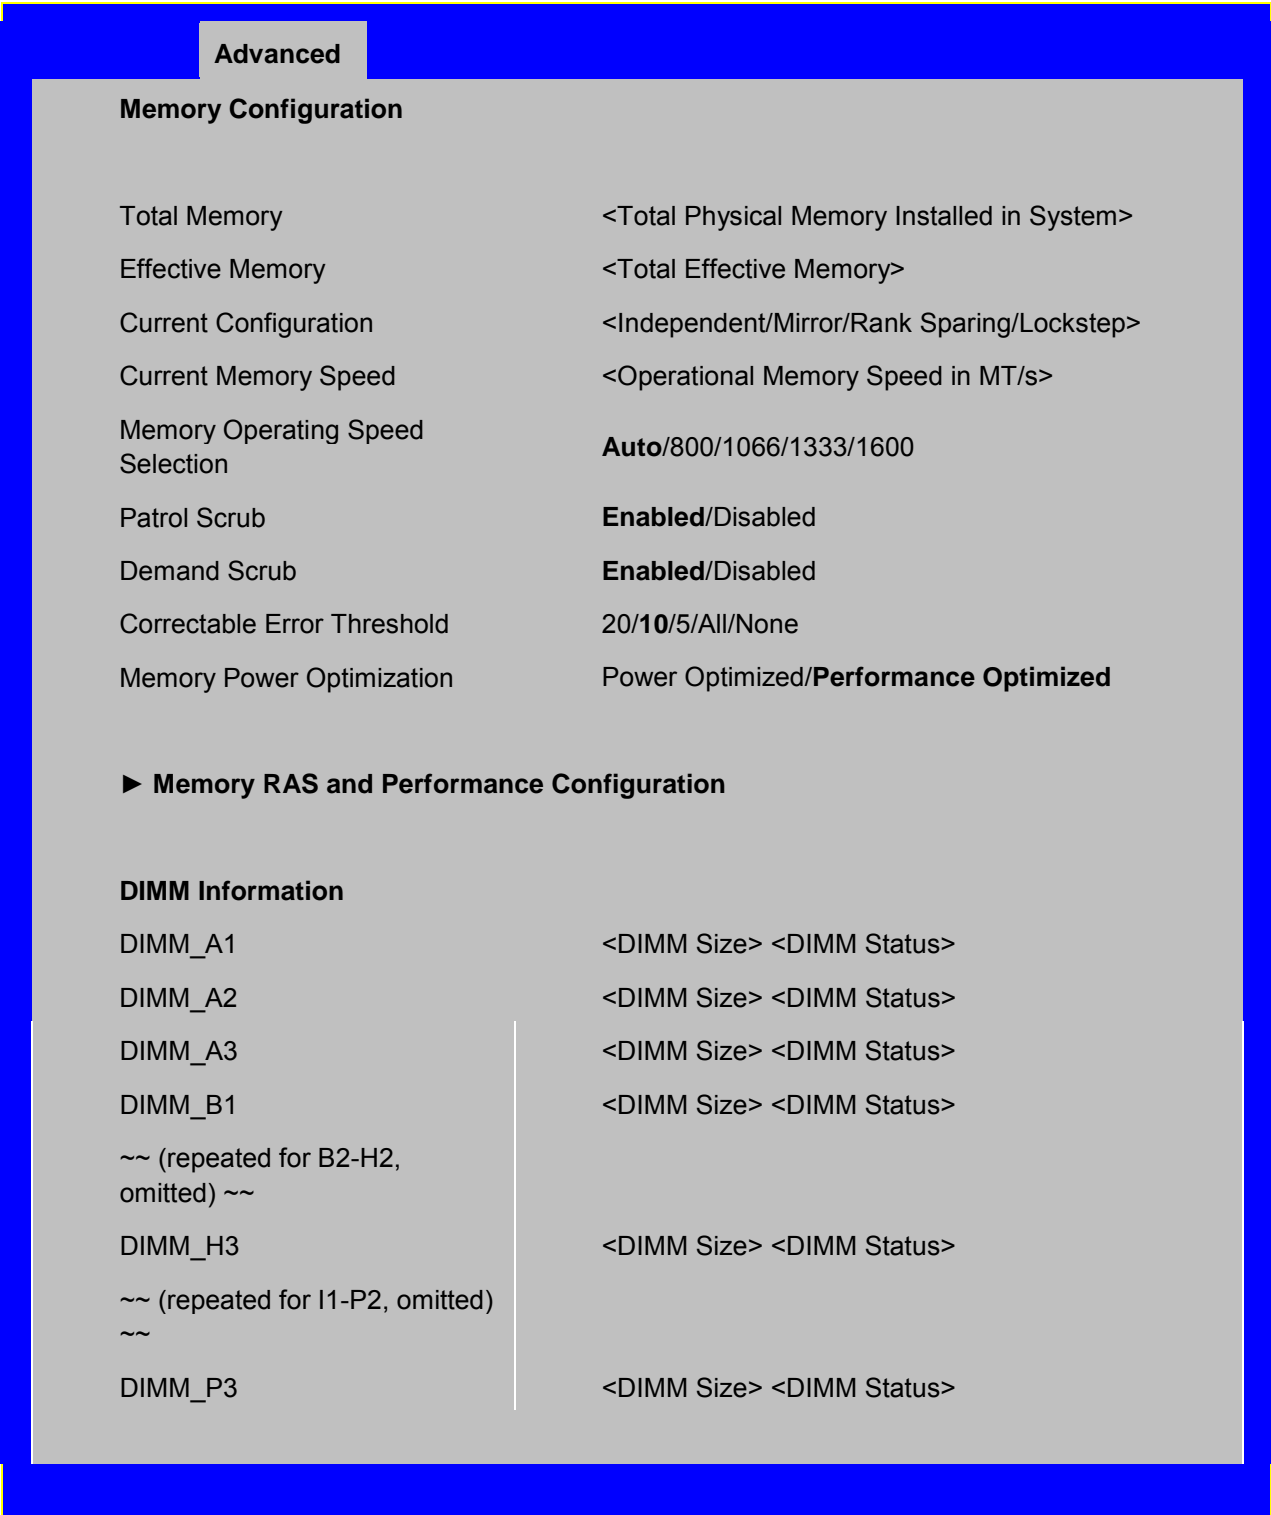 Advanced
Memory Configuration
Total Memory <Total Physical Memory Installed in System>
Effective Memory <Total Effective Memory>
Current Configuration <Independent/Mirror/Rank Sparing/Lockstep>
Current Memory Speed <Operational Memory Speed in MT/s>
Memory Operating Speed
Selection Auto/800/1066/1333/1600
Patrol Scrub Enabled/Disabled
Demand Scrub Enabled/Disabled
Correctable Error Threshold 20/10/5/All/None
Memory Power Optimization Power Optimized/Performance Optimized
► Memory RAS and Performance Configuration
DIMM Information
DIMM_A1 <DIMM Size> <DIMM Status>
DIMM_A2 <DIMM Size> <DIMM Status>
DIMM_A3 <DIMM Size> <DIMM Status>
DIMM_B1 <DIMM Size> <DIMM Status>
~~ (repeated for B2-H2,
omitted) ~~
DIMM_H3 <DIMM Size> <DIMM Status>
~~ (repeated for I1-P2, omitted)
~~
DIMM_P3 <DIMM Size> <DIMM Status>